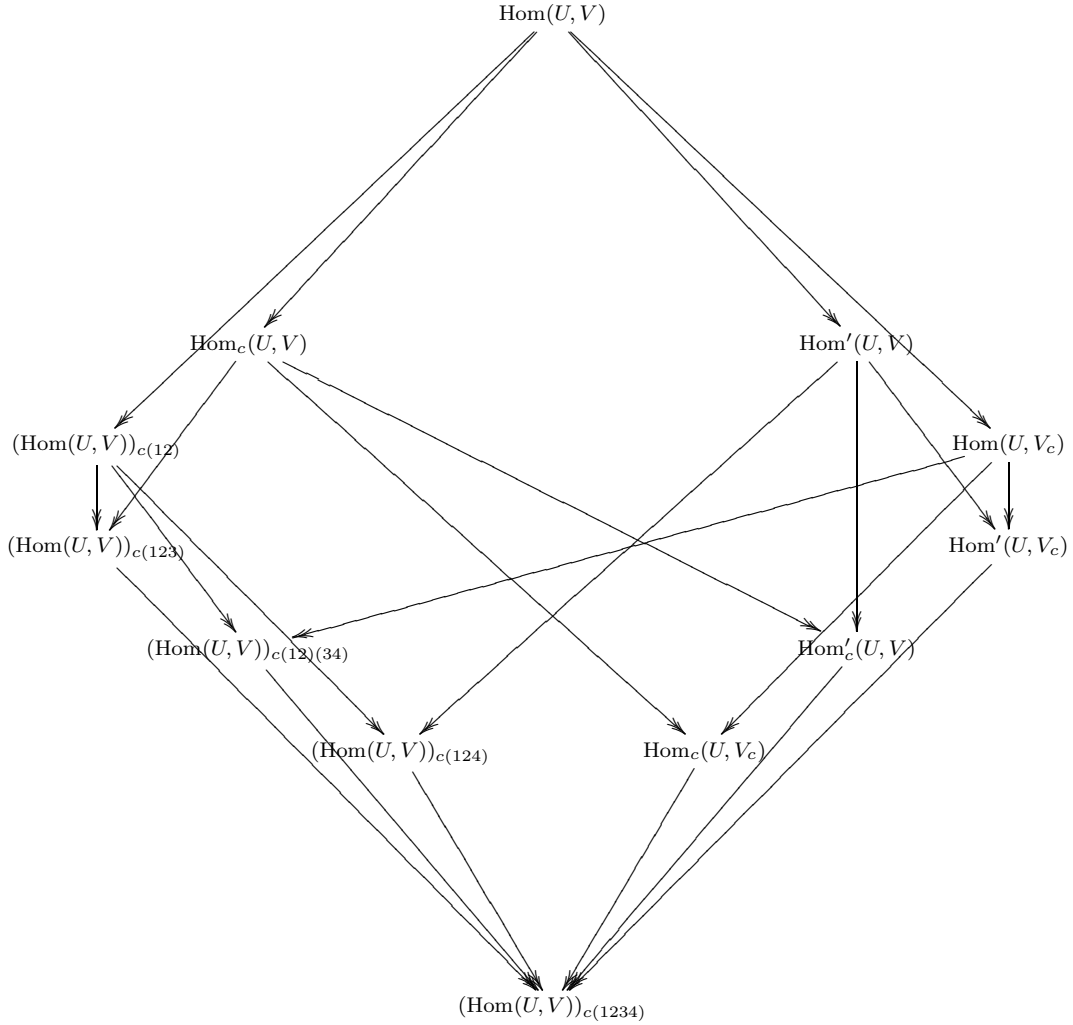 Hom(U, V)
Hom_c(U, V)
Hom′(U, V)
(Hom(U, V))_{c(12)}
Hom(U, V_c)
(Hom(U, V))_{c(123)}
Hom′(U, V_c)
(Hom(U, V))_{c(12)(34)}
Hom′_c(U, V)
(Hom(U, V))_{c(124)}
Hom_c(U, V_c)
(Hom(U, V))_{c(1234)}